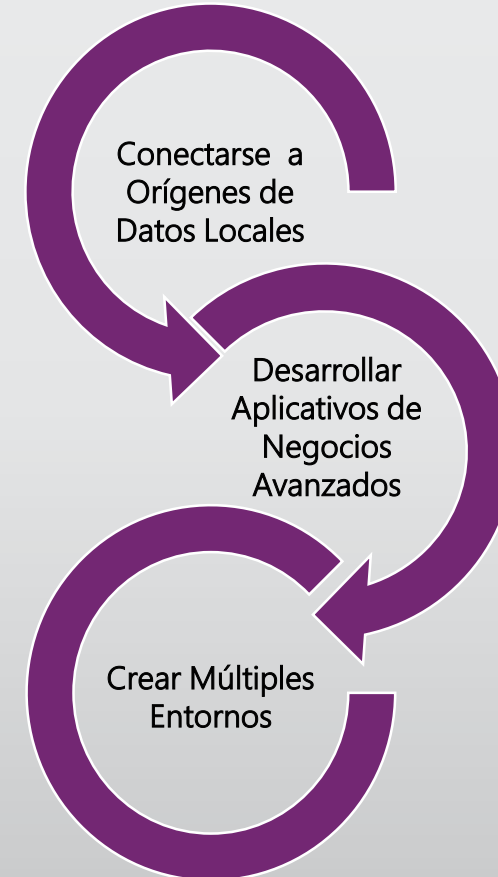 Conectarse a
Orígenes de
Datos Locales
Desarrollar
Aplicativos de
Negocios
Avanzados
Crear Múltiples
Entornos